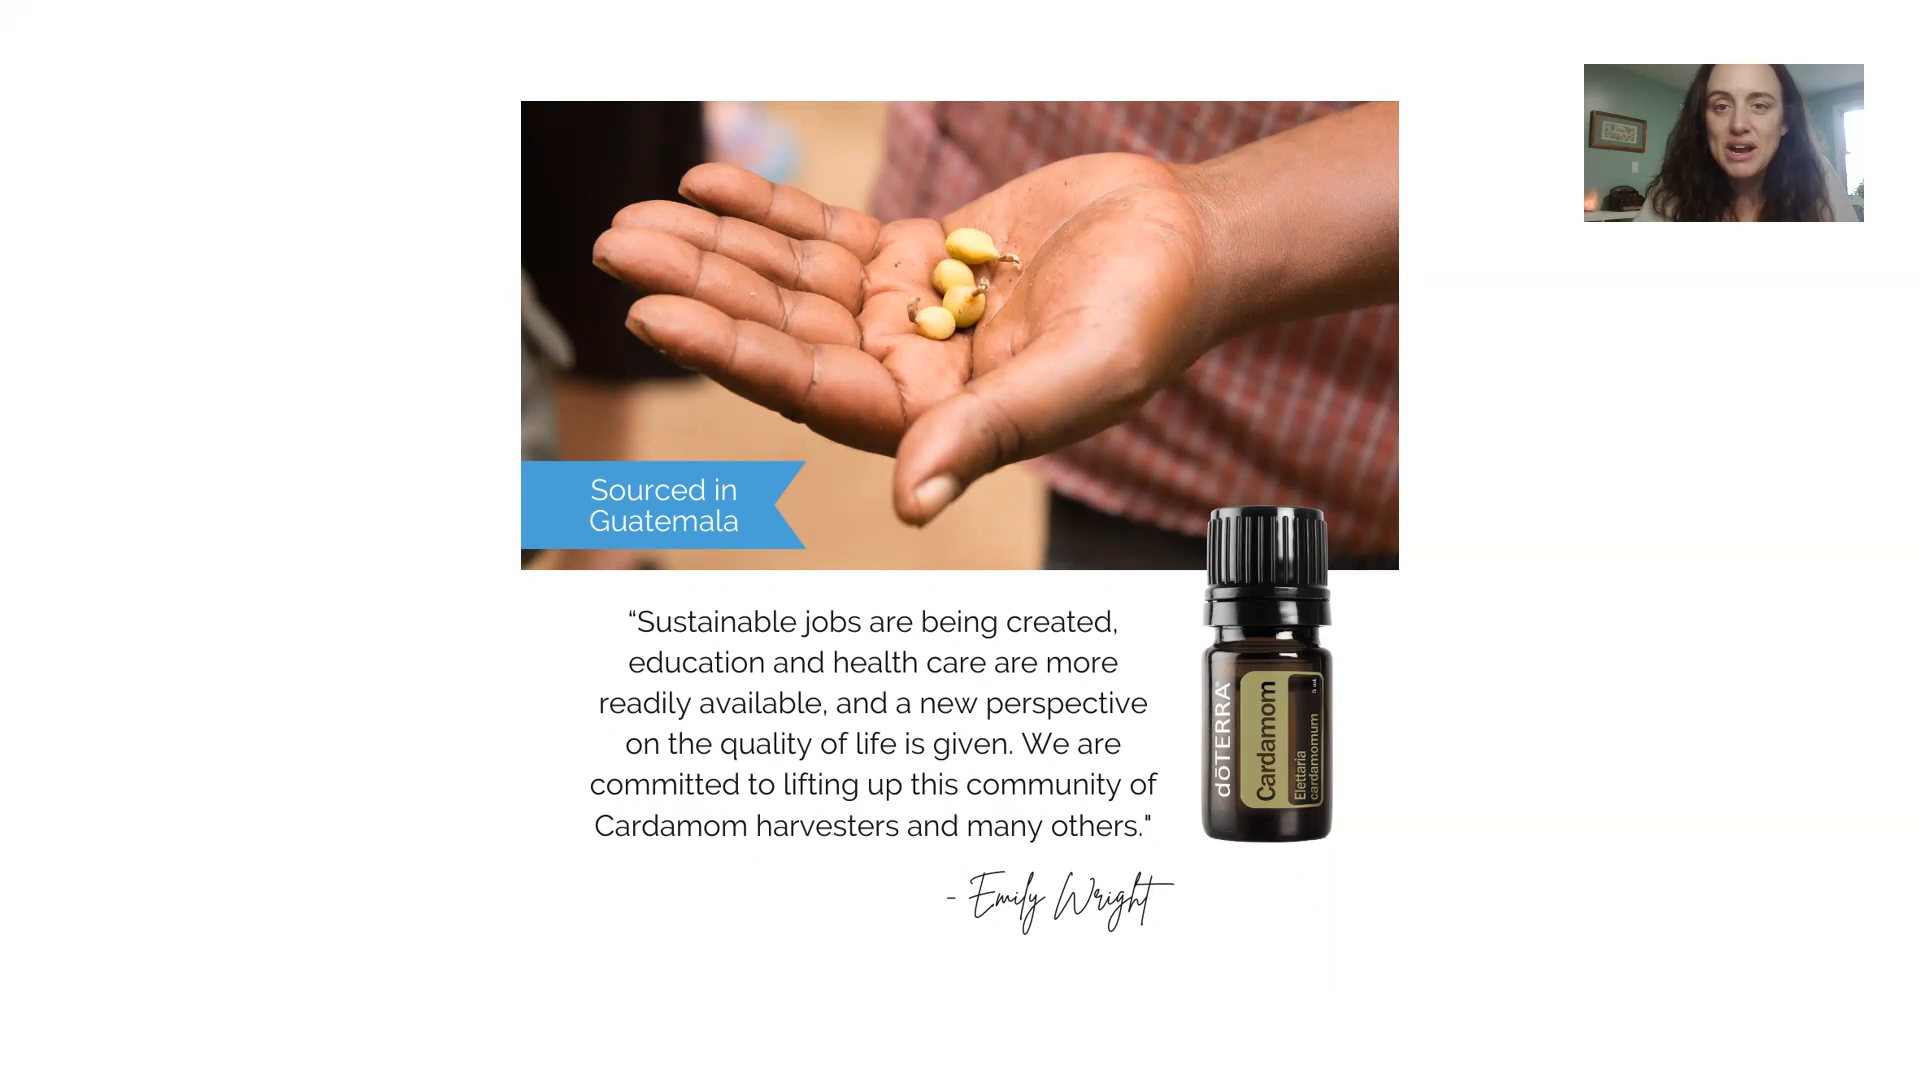 Sourced in
Guatemala
“Sustainable jobs are being created,
education and health care are more
readily available, and a new perspective
on the quality of life is given. We are
committed to lifting up this community of
Cardamom harvesters and many others."
- Emily Wright
dōTERRA®
Cardamom
Elettaria
cardamomum
5 mL